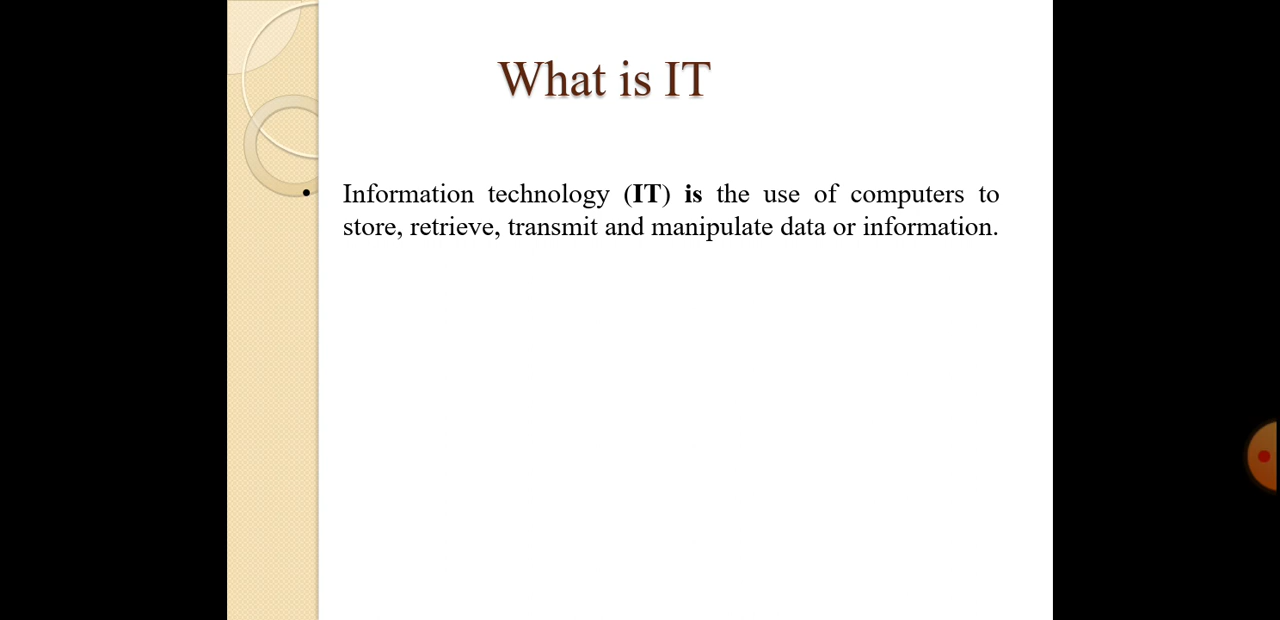 What is IT
• Information technology (IT) is the use of computers to
store, retrieve, transmit and manipulate data or information.